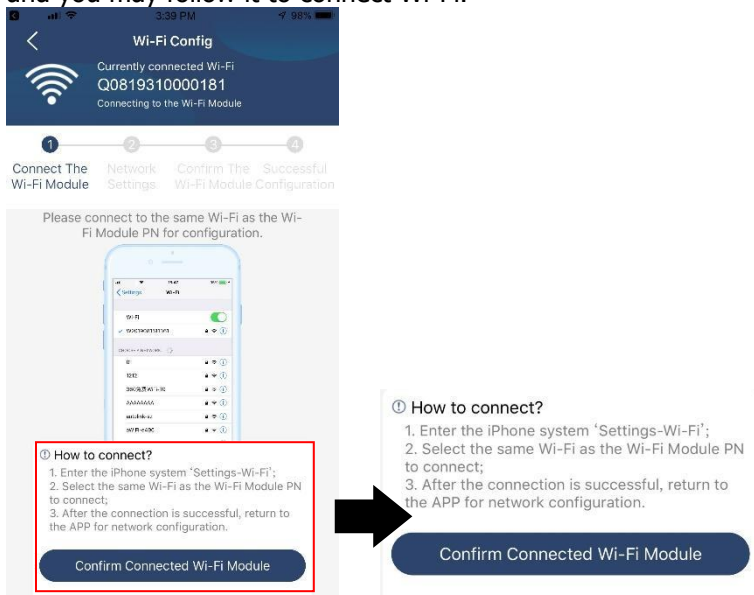 and you may follow it to connect Wi-Fi.
3:39 PM
98%
Wi-Fi Config
Currently connected Wi-Fi
Q0819310000181
Connecting to the Wi-Fi Module
1
2
3
4
Connect The
Wi-Fi Module
Network
Settings
Confirm The
Wi-Fi Module
Successful
Configuration
Please connect to the same Wi-Fi as the Wi-
Fi Module PN for configuration.
Settings
Wi-Fi
Wi-Fi
How to connect?
1. Enter the iPhone system ‘Settings-Wi-Fi’;
2. Select the same Wi-Fi as the Wi-Fi Module PN
to connect;
3. After the connection is successful, return to
the APP for network configuration.
Confirm Connected Wi-Fi Module
How to connect?
1. Enter the iPhone system ‘Settings-Wi-Fi’;
2. Select the same Wi-Fi as the Wi-Fi Module PN
to connect;
3. After the connection is successful, return to
the APP for network configuration.
Confirm Connected Wi-Fi Module